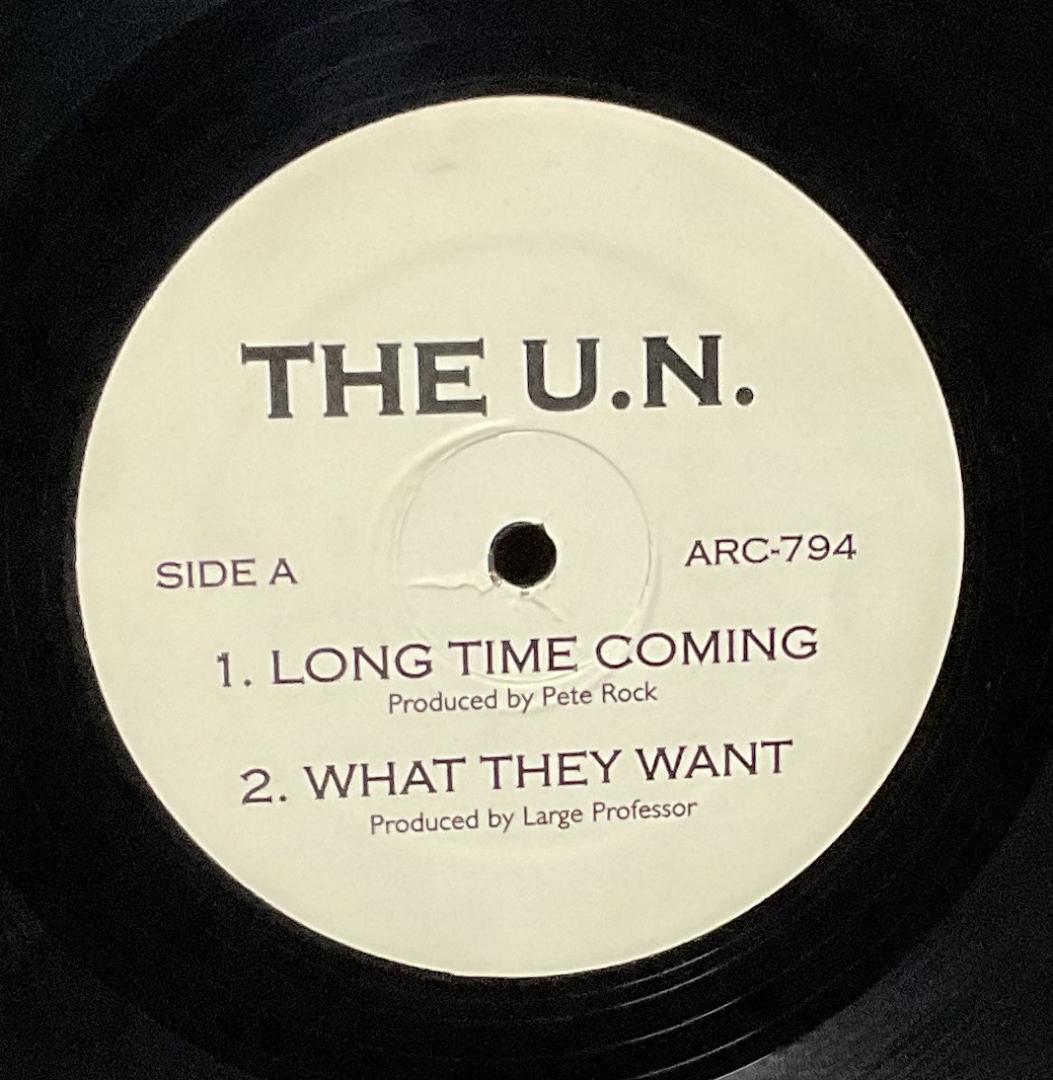 THE U.N.
SIDE A
ARC-794
1. LONG TIME COMING
Produced by Pete Rock
2. WHAT THEY WANT
Produced by Large Professor